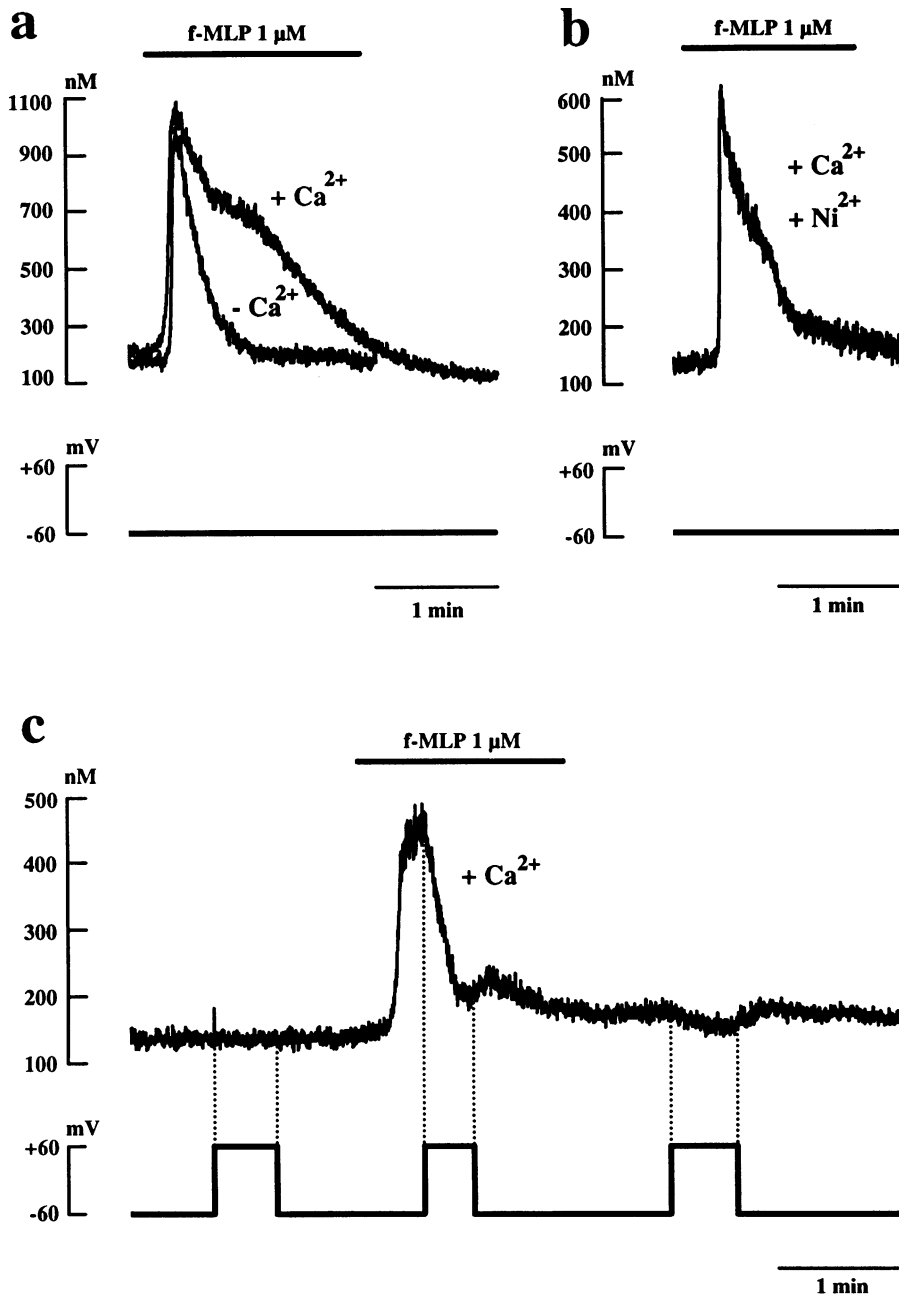 a
f-MLP 1 µM
nM
1100
900
700
500
300
100
+ Ca2+
- Ca2+
mV
+60
-60
1 min
b
f-MLP 1 µM
nM
600
500
400
300
200
100
+ Ca2+
+ Ni2+
mV
+60
-60
1 min
c
f-MLP 1 µM
nM
500
400
300
200
100
+ Ca2+
mV
+60
-60
1 min